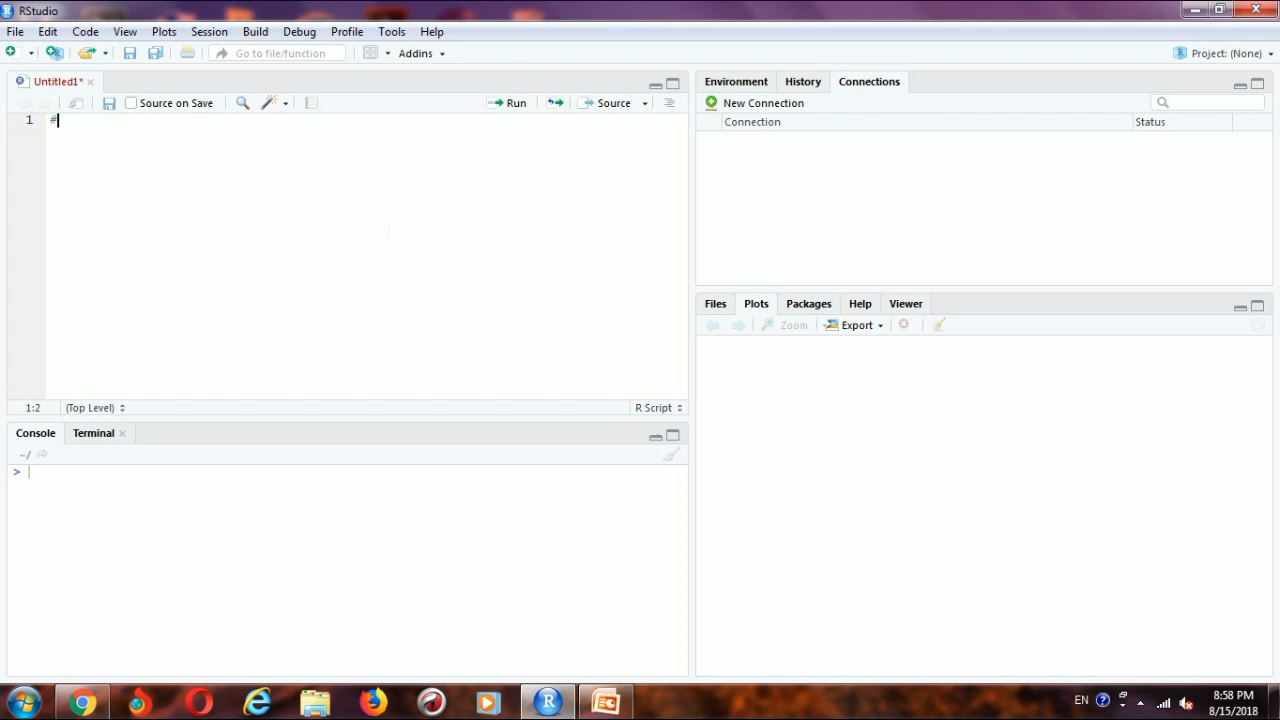 RStudio
File Edit Code View Plots Session Build Debug Profile Tools Help
Go to file/function Addins Project: (None)
Untitled1*
Source on Save Run Source
1 #
1:2 (Top Level) R Script
Console Terminal
~/
>
Environment History Connections
New Connection
Connection Status
Files Plots Packages Help Viewer
Zoom Export
EN 8:58 PM
8/15/2018